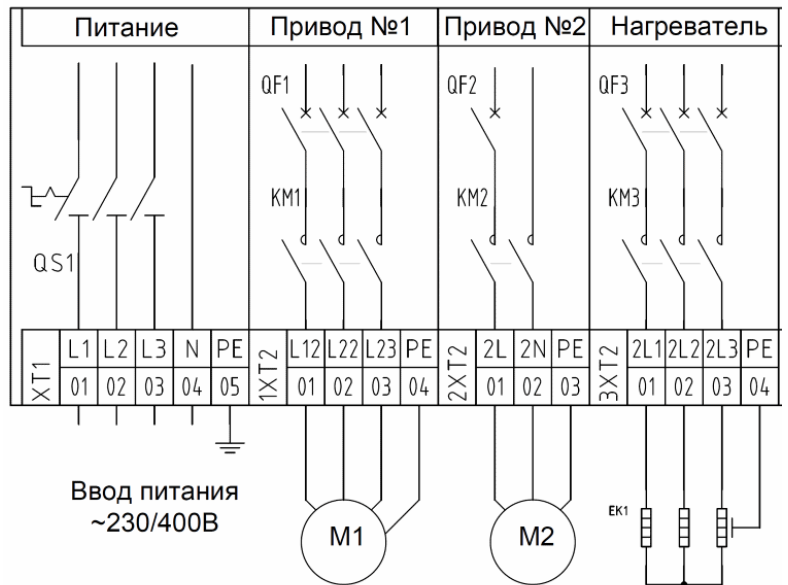 Питание
Привод №1
Привод №2
Нагреватель
QF1
QF2
QF3
KM1
KM2
KM3
QS1
XT1
L1 L2 L3 N PE
01 02 03 04 05
1XT2
L12 L22 L23 PE
01 02 03 04
2XT2
2L 2N PE
01 02 03
3XT2
2L1 2L2 2L3 PE
01 02 03 04
Ввод питания
~230/400В
M1
M2
EK1